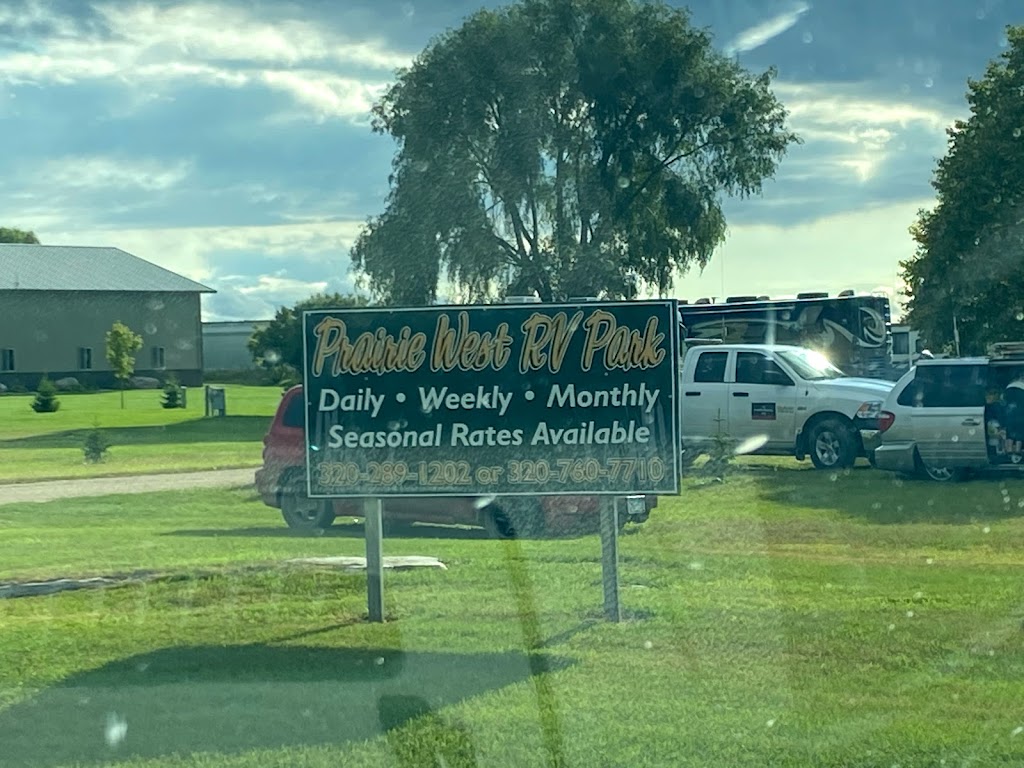 Prairie West RV Park
Daily • Weekly • Monthly
Seasonal Rates Available
320-289-1202 or 320-760-7710